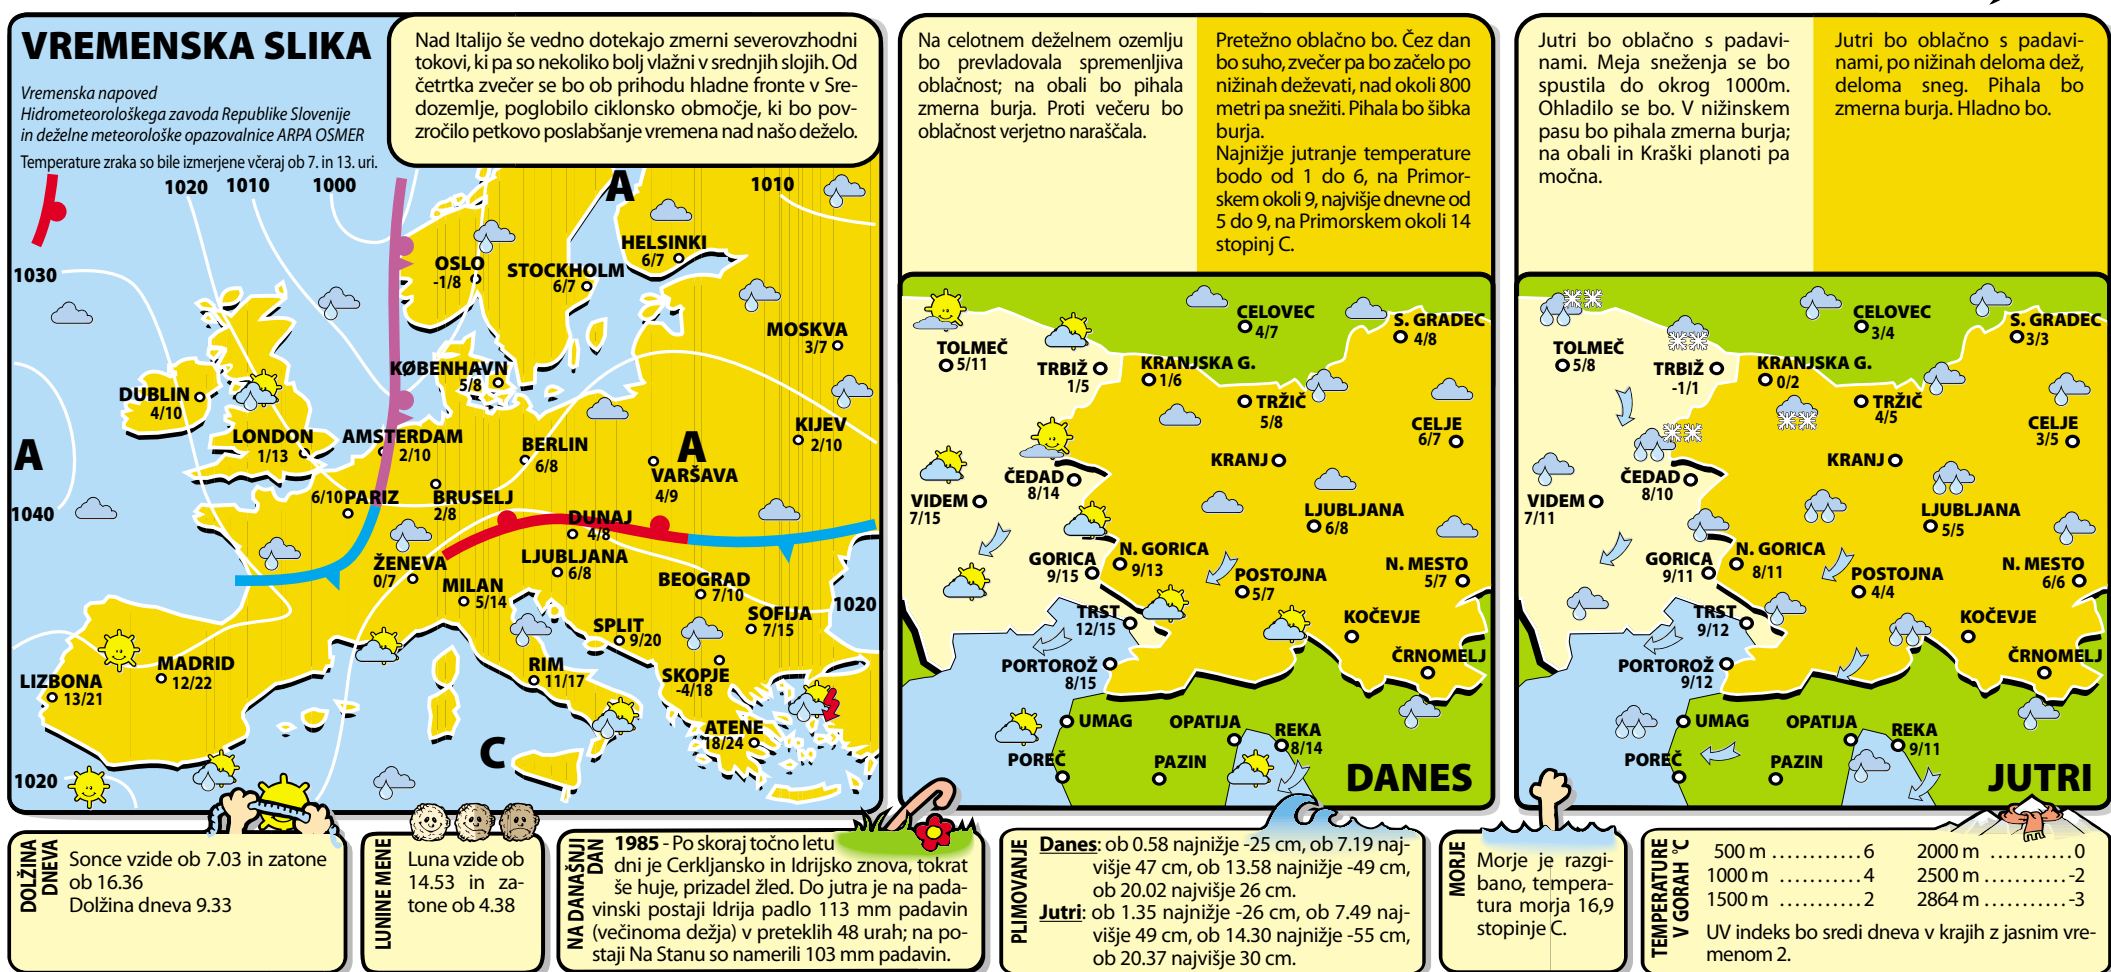 VREMENSKA SLIKA
Vremenska napoved
Hidrometeorološkega zavoda Republike Slovenije
in deželne meteorološke opazovalnice ARPA OSMER
Temperature zraka so bile izmerjene včeraj ob 7. in 13. uri.
Nad Italijo še vedno dotekajo zmerni severovzhodni
tokovi, ki pa so nekoliko bolj vlažni v srednjih slojih. Od
četrtka zvečer se bo ob prihodu hladne fronte v Sre-
dozemlje, poglobilo ciklonsko območje, ki bo pov-
zročilo petkovo poslabšanje vremena nad našo deželo.
1020
1010
1000
A
1010
1030
HELSINKI
6/7
OSLO
-1/8
STOCKHOLM
6/7
MOSKVA
3/7
KØBENHAVN
5/8
DUBLIN
4/10
KIJEV
2/10
LONDON
1/13
AMSTERDAM
2/10
BERLIN
6/8
A
A
VARŠAVA
4/9
6/10 PARIZ
BRUSELJ
2/8
1040
DUNAJ
4/8
ŽENEVA
0/7
LJUBLJANA
6/8
MILAN
5/14
BEOGRAD
7/10
1020
SOFIJA
7/15
SPLIT
9/20
MADRID
12/22
RIM
11/17
SKOPJE
-4/18
LIZBONA
13/21
ATENE
18/24
C
1020
Na celotnem deželnem ozemlju
bo prevladovala spremenljiva
oblačnost; na obali bo pihala
zmerna burja. Proti večeru bo
oblačnost verjetno naraščala.
Pretežno oblačno bo. Čez dan
bo suho, zvečer pa bo začelo po
nižinah deževati, nad okoli 800
metri pa snežiti. Pihala bo šibka
burja.
Najnižje jutranje temperature
bodo od 1 do 6, na Primor-
skem okoli 9, najvišje dnevne od
5 do 9, na Primorskem okoli 14
stopinj C.
CELOVEC
4/7
S. GRADEC
4/8
TOLMEČ
5/11
TRBIŽ
1/5
KRANJSKA G.
1/6
TRŽIČ
5/8
CELJE
6/7
KRANJ
ČEDAD
8/14
VIDEM
7/15
LJUBLJANA
6/8
GORICA
9/15
N. GORICA
9/13
POSTOJNA
5/7
N. MESTO
5/7
TRST
12/15
KOČEVJE
PORTOROŽ
8/15
ČRNOMELJ
UMAG
OPATIJA
REKA
8/14
POREČ
PAZIN
DANES
Jutri bo oblačno s padavi-
nami. Meja sneženja se bo
spustila do okrog 1000m.
Ohladilo se bo. V nižinskem
pasu bo pihala zmerna burja;
na obali in Kraški planoti pa
močna.
Jutri bo oblačno s padavi-
nami, po nižinah deloma dež,
deloma sneg. Pihala bo
zmerna burja. Hladno bo.
CELOVEC
3/4
S. GRADEC
3/3
TOLMEČ
5/8
TRBIŽ
-1/1
KRANJSKA G.
0/2
TRŽIČ
4/5
CELJE
3/5
KRANJ
ČEDAD
8/10
VIDEM
7/11
LJUBLJANA
5/5
GORICA
9/11
N. GORICA
8/11
POSTOJNA
4/4
N. MESTO
6/6
TRST
9/12
KOČEVJE
PORTOROŽ
9/12
ČRNOMELJ
UMAG
OPATIJA
REKA
9/11
POREČ
PAZIN
JUTRI
DOLŽINA
DNEVA
Sonce vzide ob 7.03 in zatone
ob 16.36
Dolžina dneva 9.33
LUNINE MENE
Luna vzide ob
14.53 in za-
tone ob 4.38
NA DANAŠNJI
DAN
1985 - Po skoraj točno letu
dni je Cerkljansko in Idrijsko znova, tokrat
še huje, prizadel žled. Do jutra je na pada-
vinski postaji Idrija padlo 113 mm padavin
(večinoma dežja) v preteklih 48 urah; na po-
staji Na Stanu so namerili 103 mm padavin.
PLIMOVANJE
Danes: ob 0.58 najnižje -25 cm, ob 7.19 naj-
višje 47 cm, ob 13.58 najnižje -49 cm,
ob 20.02 najvišje 26 cm.
Jutri: ob 1.35 najnižje -26 cm, ob 7.49 naj-
višje 49 cm, ob 14.30 najnižje -55 cm,
ob 20.37 najvišje 30 cm.
MORJE
Morje je razgi-
bano, tempera-
tura morja 16,9
stopinje C.
TEMPERATURE °C
V GORAH
500 m ............6
1000 m ...........4
1500 m ...........2
2000 m ...........0
2500 m ..........-2
2864 m ..........-3
UV indeks bo sredi dneva v krajih z jasnim vre-
menom 2.